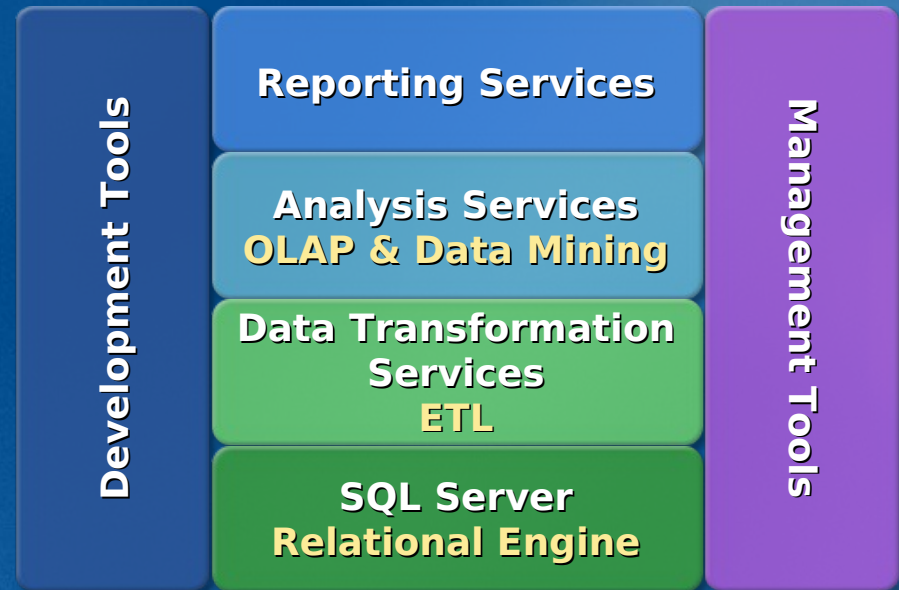 Development Tools
Reporting Services
Analysis Services
OLAP & Data Mining
Data Transformation
Services
ETL
SQL Server
Relational Engine
Management Tools